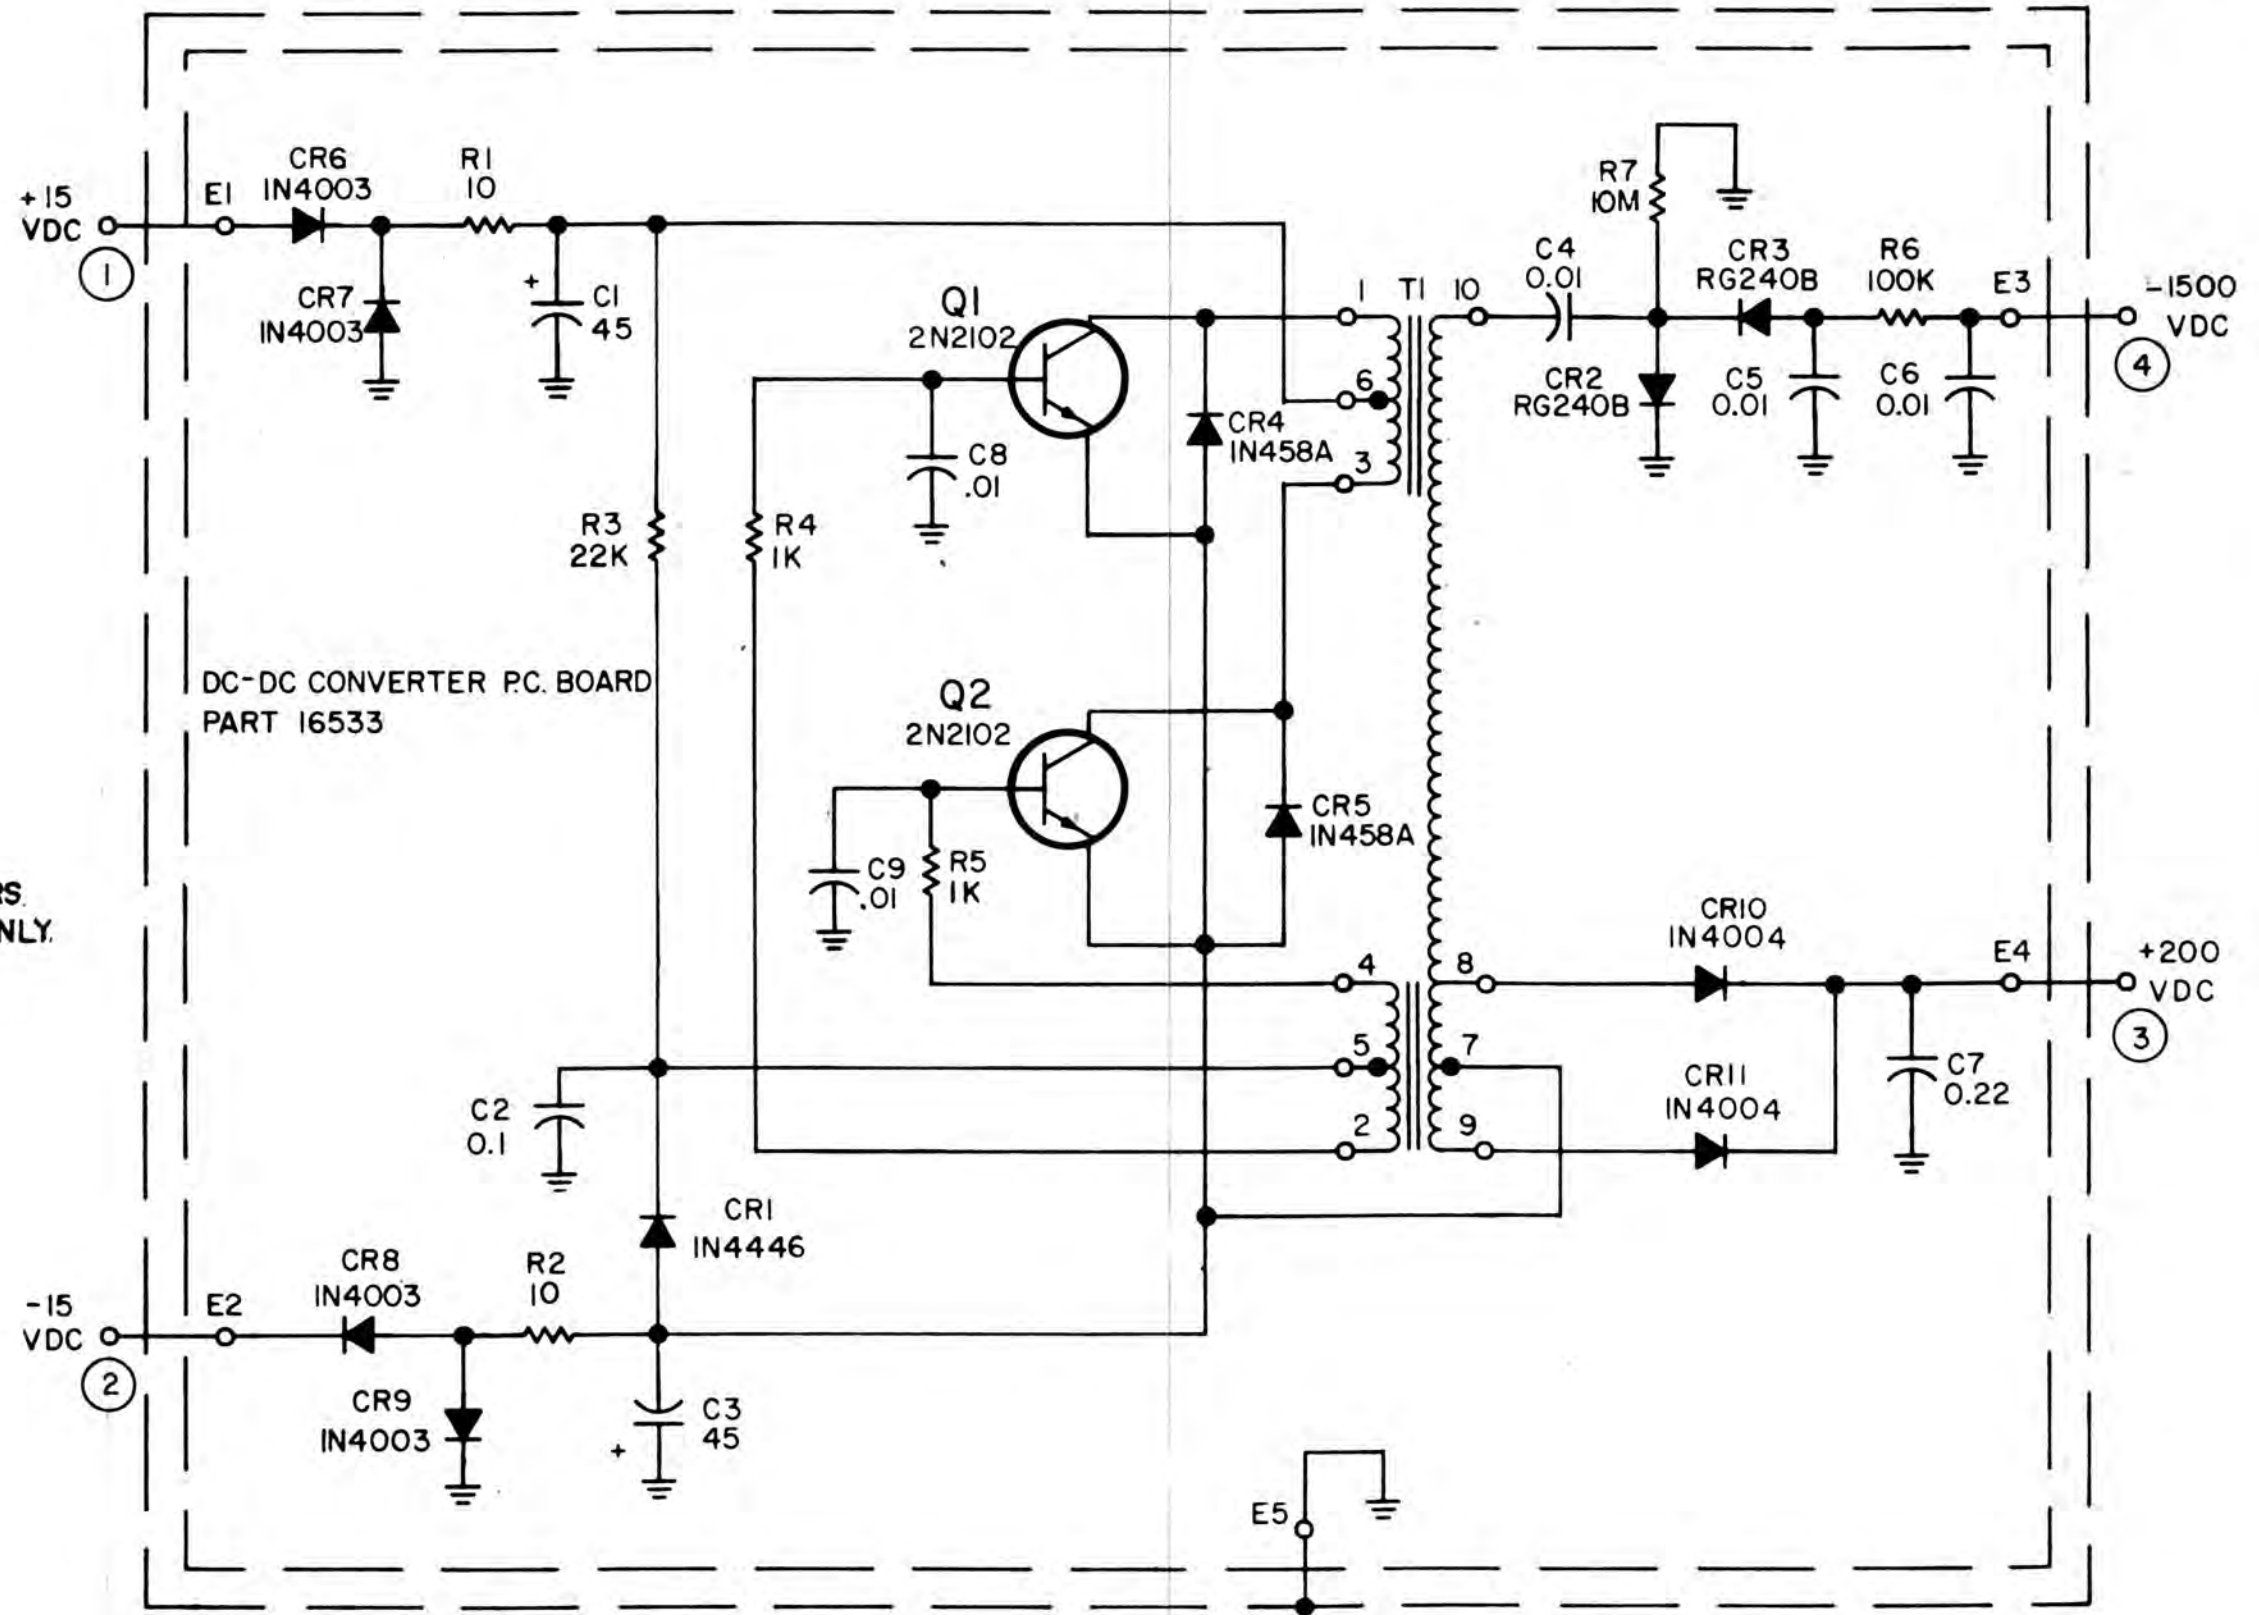 CR6
IN4003
R1
10
+15
VDC
E1
1
CR7
IN4003
+
C1
45
Q1
2N2102
C8
.01
R3
22K
R4
1K
1
T1
10
6
3
CR4
IN458A
C4
0.01
R7
10M
CR3
RG240B
R6
100K
E3
-1500
VDC
4
CR2
RG240B
C5
0.01
C6
0.01
DC-DC CONVERTER P.C. BOARD
PART 16533
Q2
2N2102
CR5
IN458A
C9
.01
R5
1K
RS.
NLY.
4
8
5
7
2
9
CR10
IN4004
E4
+200
VDC
3
CR11
IN4004
C7
0.22
C2
0.1
CR1
IN4446
-15
VDC
E2
2
CR8
IN4003
R2
10
CR9
IN4003
+
C3
45
E5